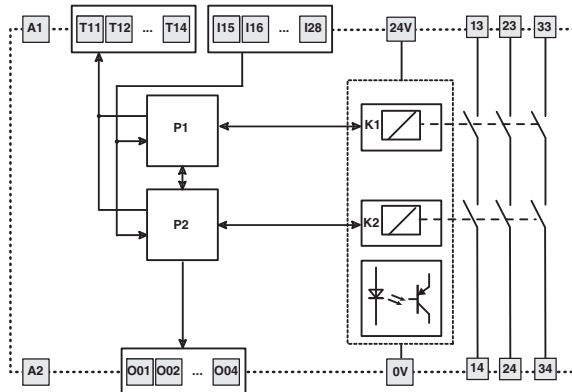 A1 T11 T12 ... T14 I15 I16 ... I28 24V 13 23 33
P1 K1
P2 K2
A2 O01 O02 ... O04 0V 14 24 34